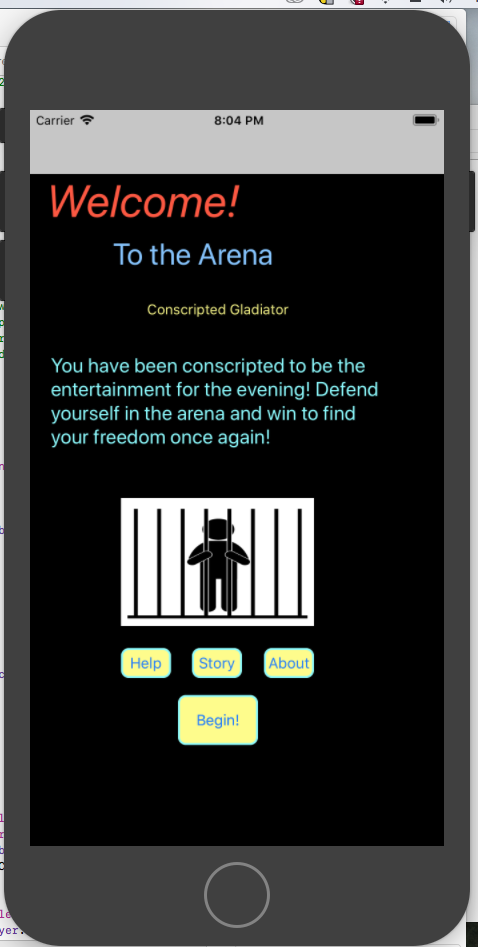 Carrier 8:04 PM
Welcome!
To the Arena
Conscripted Gladiator
You have been conscripted to be the
entertainment for the evening! Defend
yourself in the arena and win to find
your freedom once again!
Help Story About
Begin!